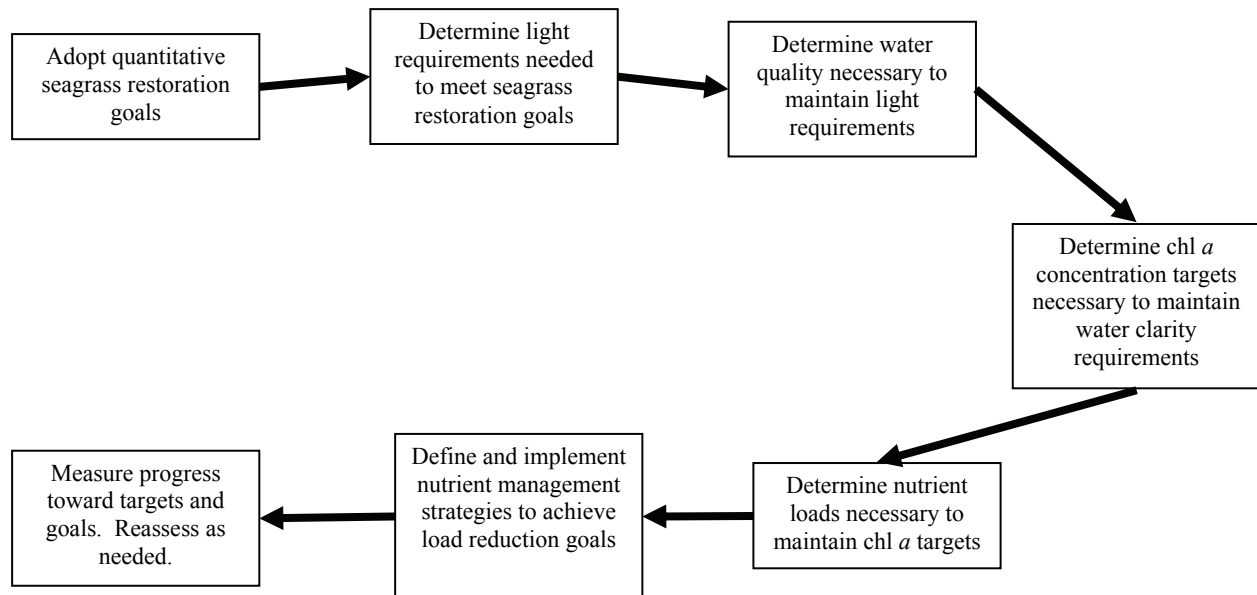 Adopt quantitative
seagrass restoration
goals
Determine light
requirements needed
to meet seagrass
restoration goals
Determine water
quality necessary to
maintain light
requirements
Determine chl a
concentration targets
necessary to maintain
water clarity
requirements
Determine nutrient
loads necessary to
maintain chl a targets
Define and implement
nutrient management
strategies to achieve
load reduction goals
Measure progress
toward targets and
goals.  Reassess as
needed.